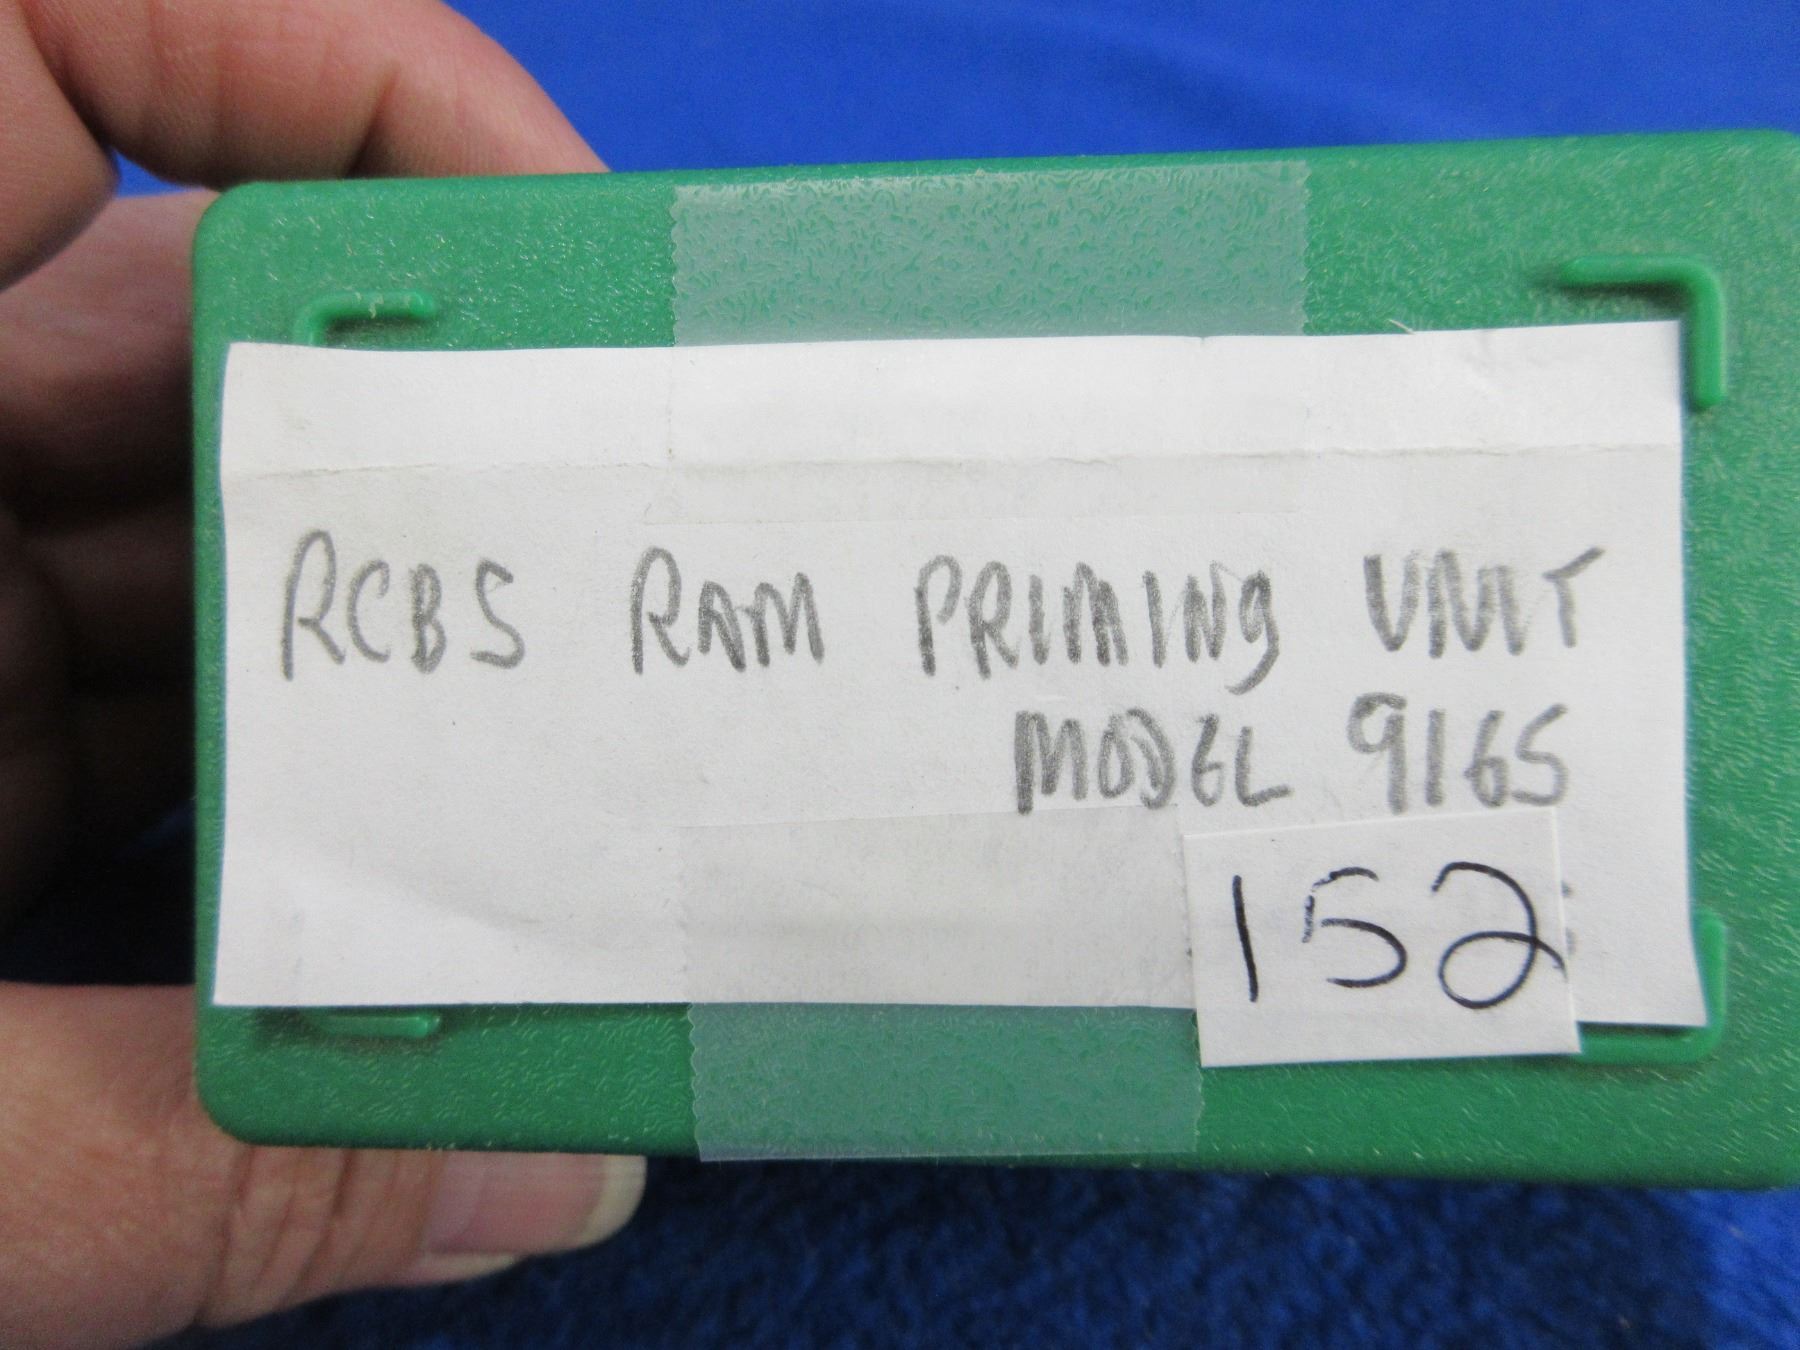 RCBS RAM PRIMING UNIT
MODEL 9165
152